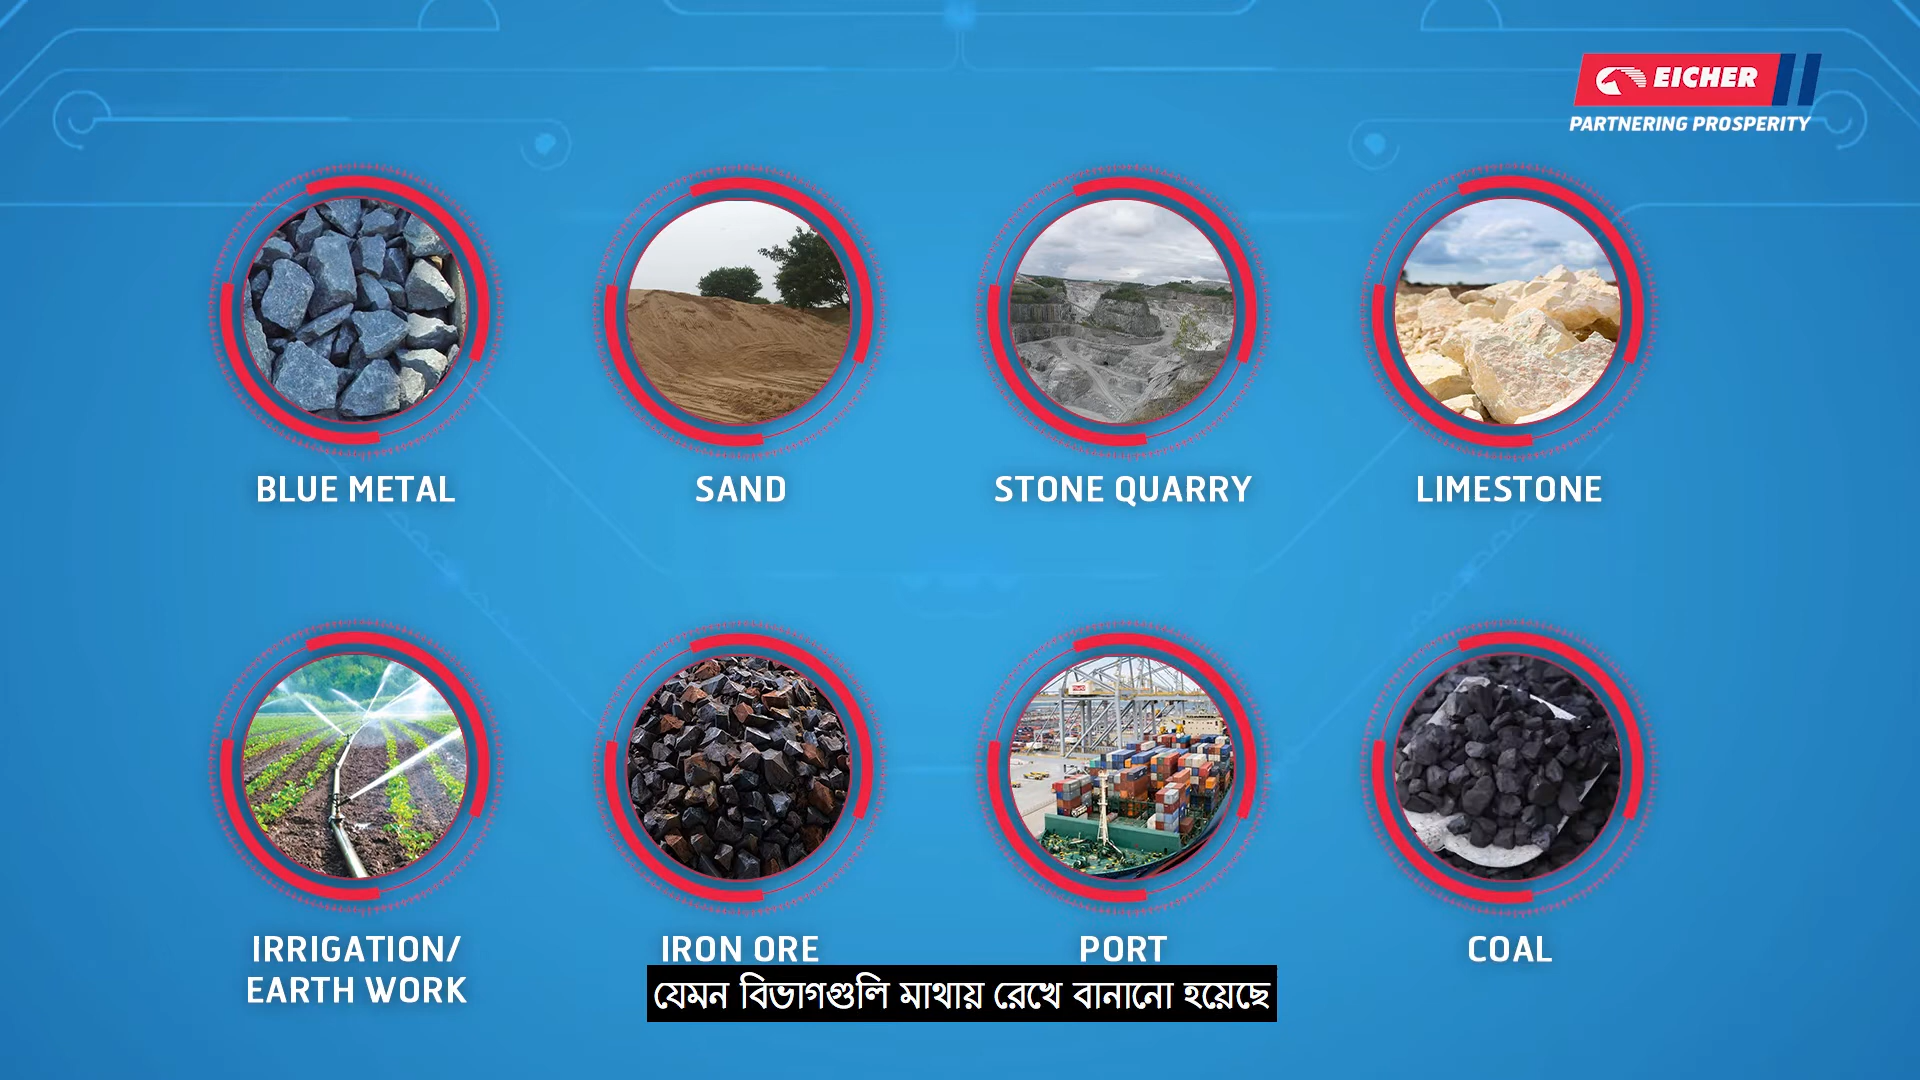 EICHER
PARTNERING PROSPERITY
BLUE METAL
SAND
STONE QUARRY
LIMESTONE
IRRIGATION/
EARTH WORK
IRON ORE
PORT
COAL
যেমন বিভাগগুলি মাথায় রেখে বানানো হয়েছে